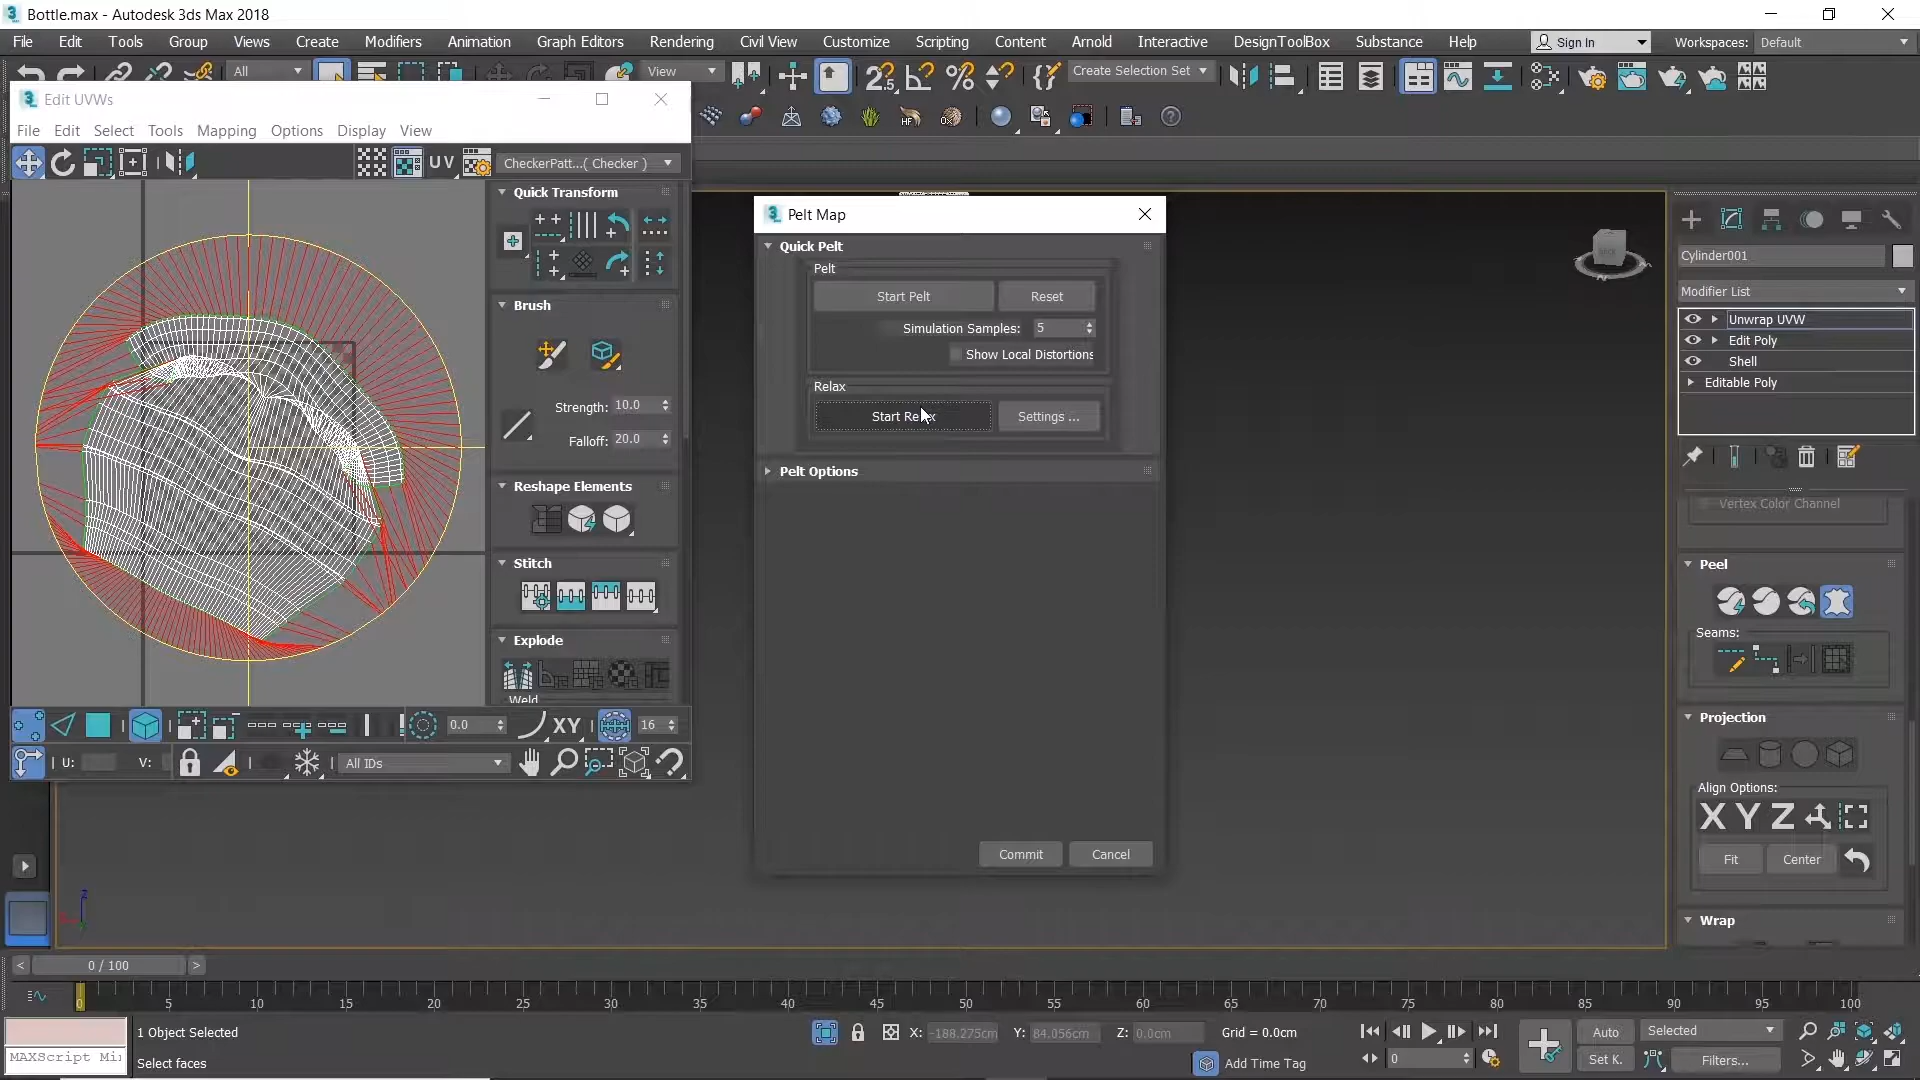 Bottle.max - Autodesk 3ds Max 2018
File Edit Tools Group Views Create Modifiers Animation Graph Editors Rendering Civil View Customize Scripting Content Arnold Interactive DesignToolBox Substance Help Sign In Workspaces: Default
All View Create Selection Set
Edit UVWs
File Edit Select Tools Mapping Options Display View
UV CheckerPatt...( Checker )
Quick Transform
Brush
Strength: 10.0
Falloff: 20.0
Reshape Elements
Stitch
Explode
Weld
0.0 XY 16
U: V: All IDs
Pelt Map
Quick Pelt
Pelt
Start Pelt Reset
Simulation Samples: 5
Show Local Distortions
Relax
Start Relax Settings ...
Pelt Options
Commit Cancel
Cylinder001
Modifier List
Unwrap UVW
Edit Poly
Shell
Editable Poly
Vertex Color Channel
Peel
Seams:
Projection
Align Options:
X Y Z
Fit Center
Wrap
< 0 / 100 >
0 5 10 15 20 25 30 35 40 45 50 55 60 65 70 75 80 85 90 95 100
1 Object Selected X: -188.275cm Y: 84.056cm Z: 0.0cm Grid = 0.0cm Auto Selected
MAXScript Mi Select faces Add Time Tag 0 Set K. Filters...